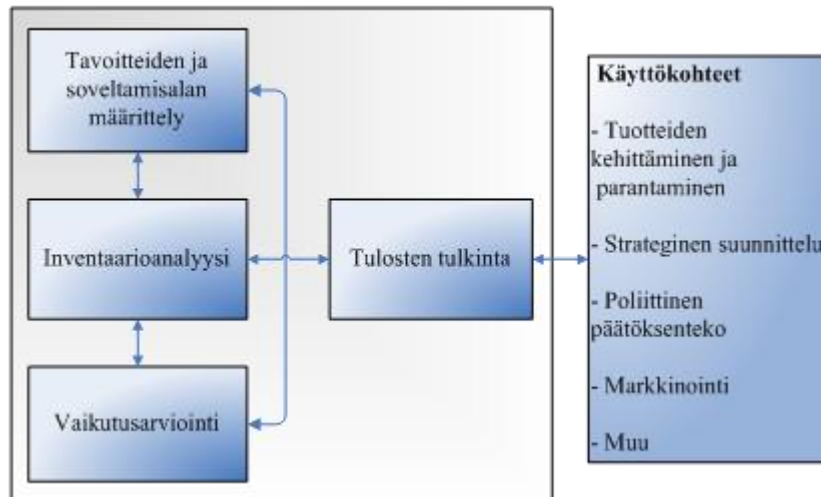 Tavoitteiden ja
soveltamisalan
määrittely
Inventaarioanalyysi
Vaikutusarviointi
Tulosten tulkinta
Käyttökohteet
- Tuotteiden
kehittäminen ja
parantaminen
- Strateginen suunnittelu
- Poliittinen
päätöksenteko
- Markkinointi
- Muu